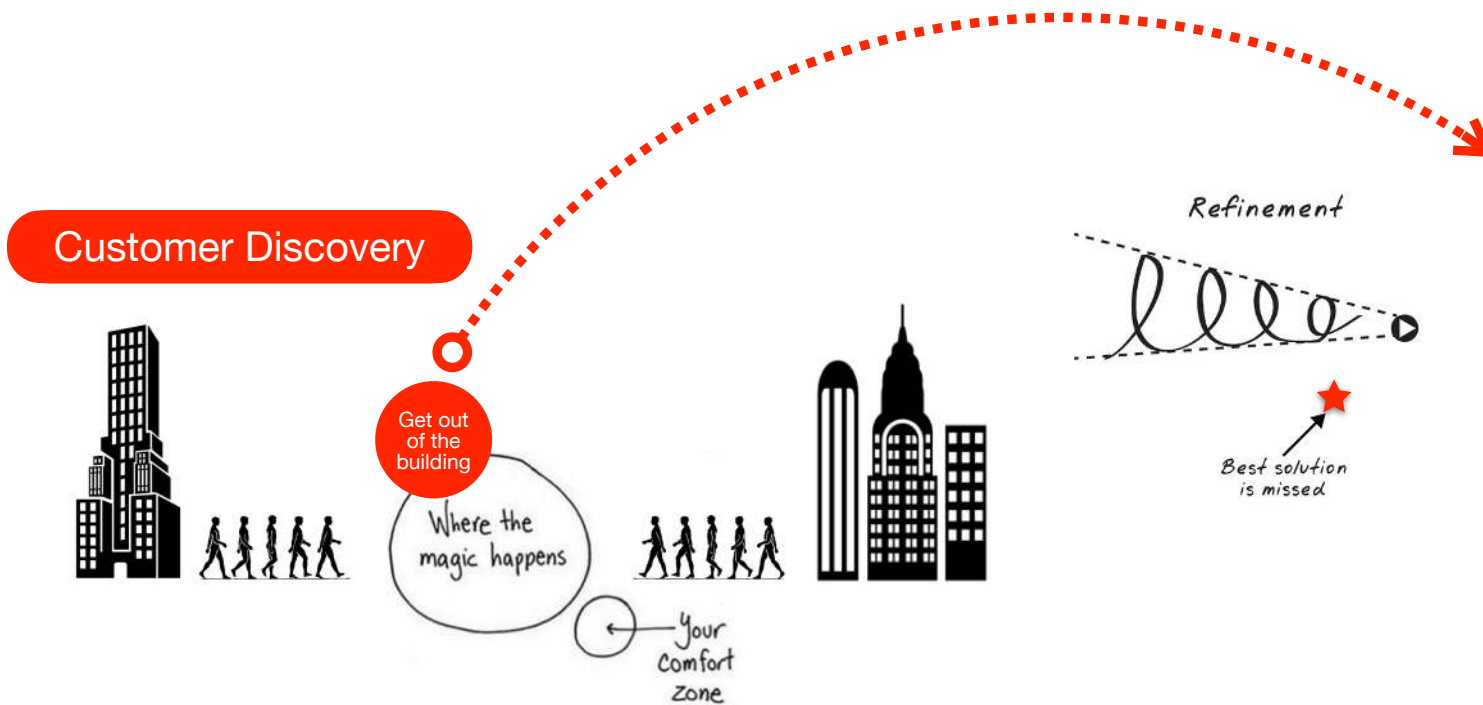 Customer Discovery
Get out
of the
building
Where the
magic happens
Your
comfort
zone
Refinement
Best solution
is missed